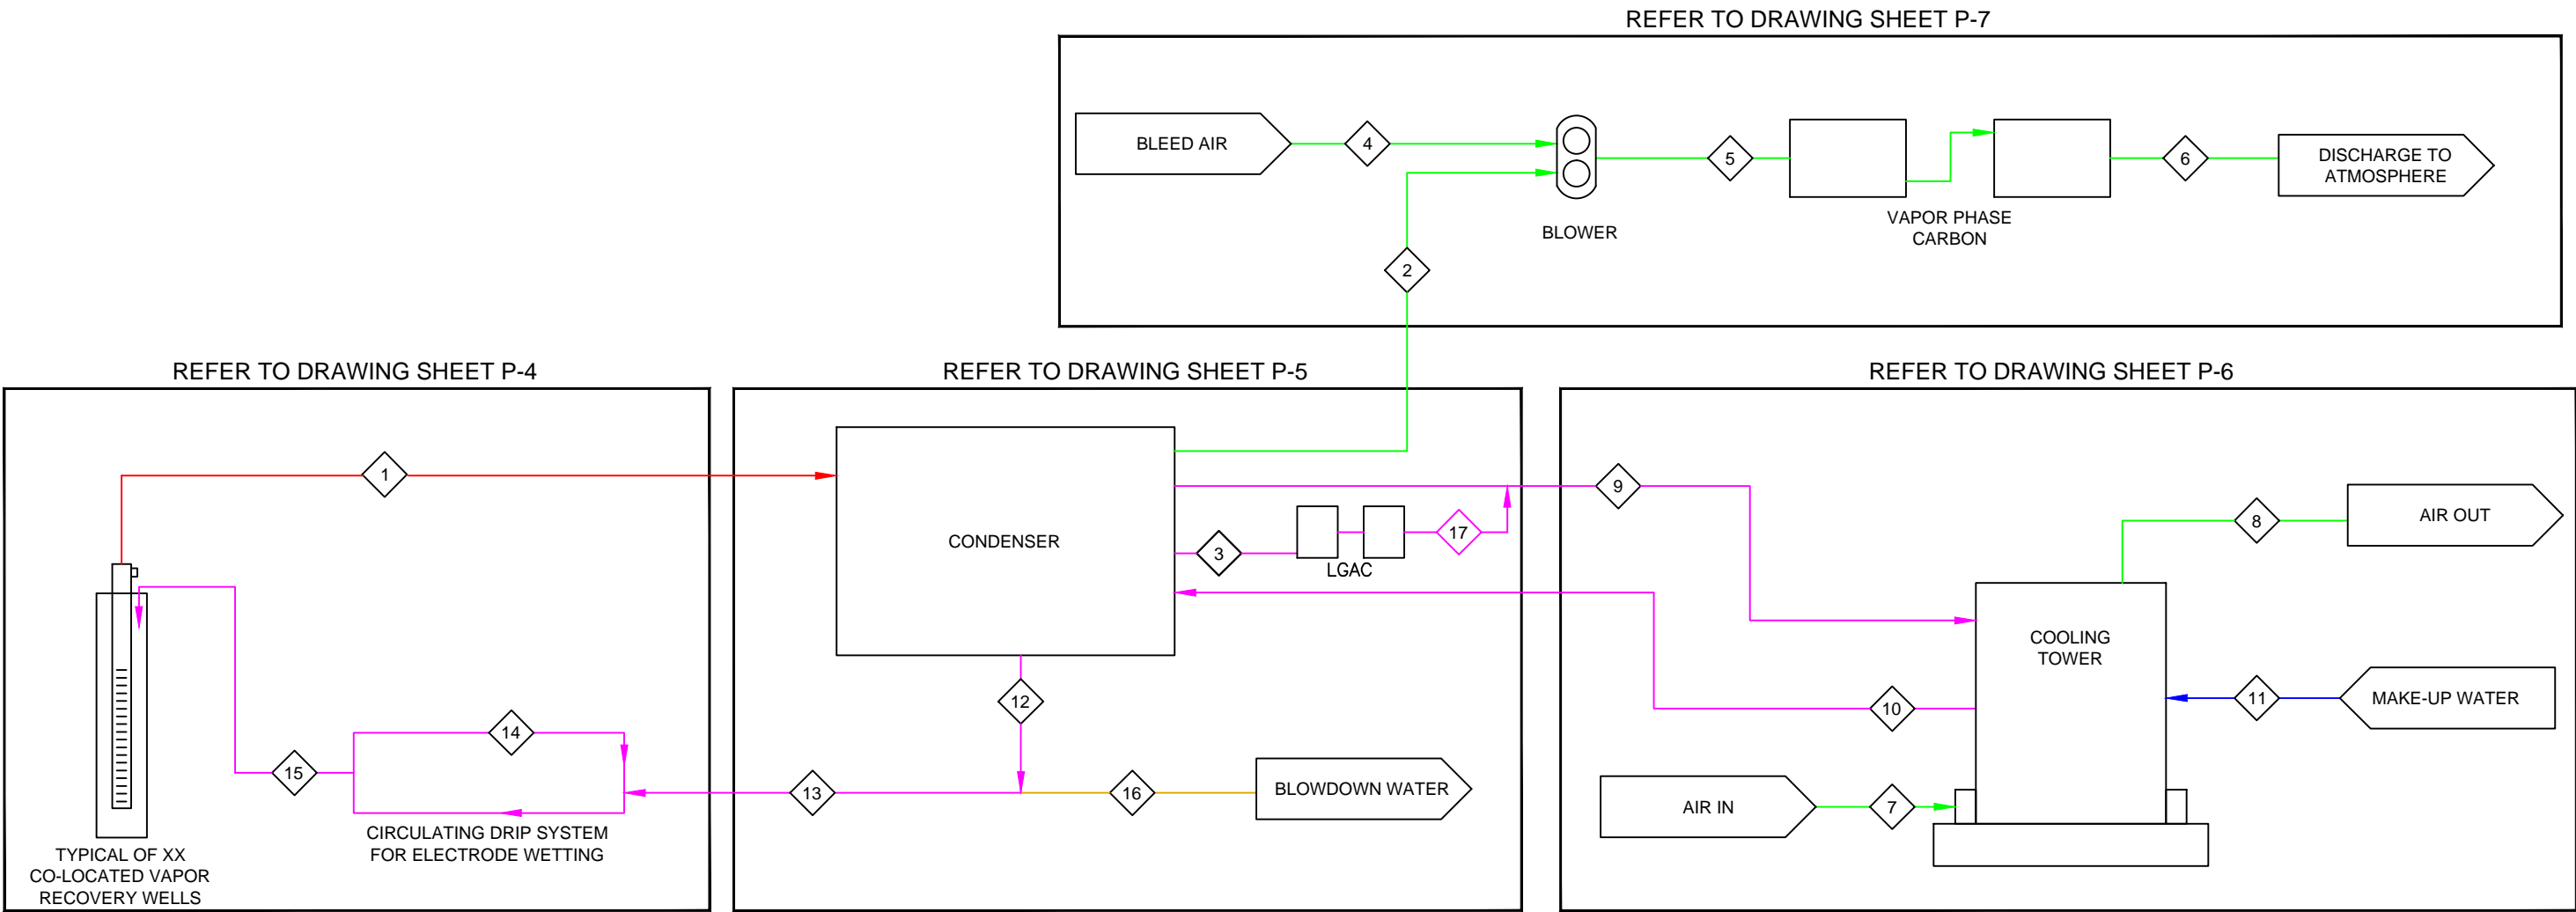 REFER TO DRAWING SHEET P-7
BLEED AIR
4
BLOWER
5
VAPOR PHASE
CARBON
6
DISCHARGE TO
ATMOSPHERE
2
REFER TO DRAWING SHEET P-4
1
14
15
CIRCULATING DRIP SYSTEM
FOR ELECTRODE WETTING
TYPICAL OF XX
CO-LOCATED VAPOR
RECOVERY WELLS
REFER TO DRAWING SHEET P-5
CONDENSER
3
LGAC
17
12
13
16
BLOWDOWN WATER
REFER TO DRAWING SHEET P-6
9
8
AIR OUT
COOLING
TOWER
10
11
MAKE-UP WATER
AIR IN
7